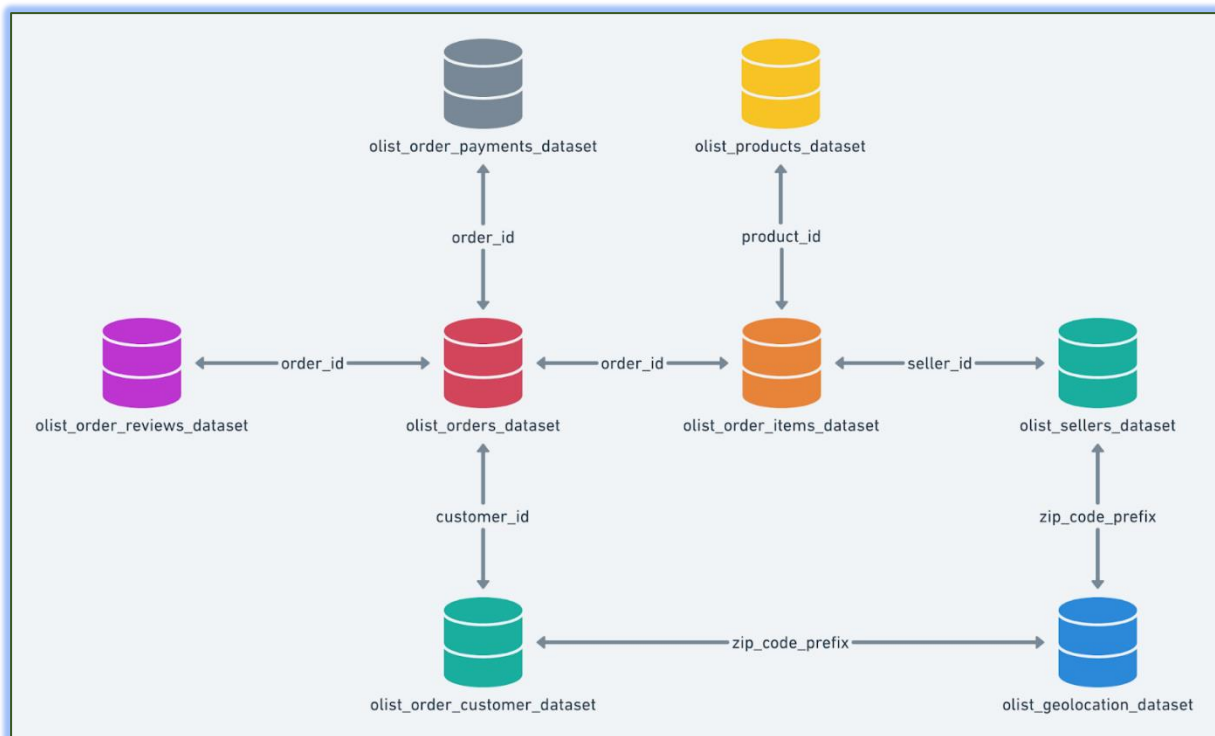 olist_order_payments_dataset
olist_products_dataset
order_id
product_id
order_id
order_id
seller_id
olist_order_reviews_dataset
olist_orders_dataset
olist_order_items_dataset
olist_sellers_dataset
customer_id
zip_code_prefix
zip_code_prefix
olist_order_customer_dataset
olist_geolocation_dataset